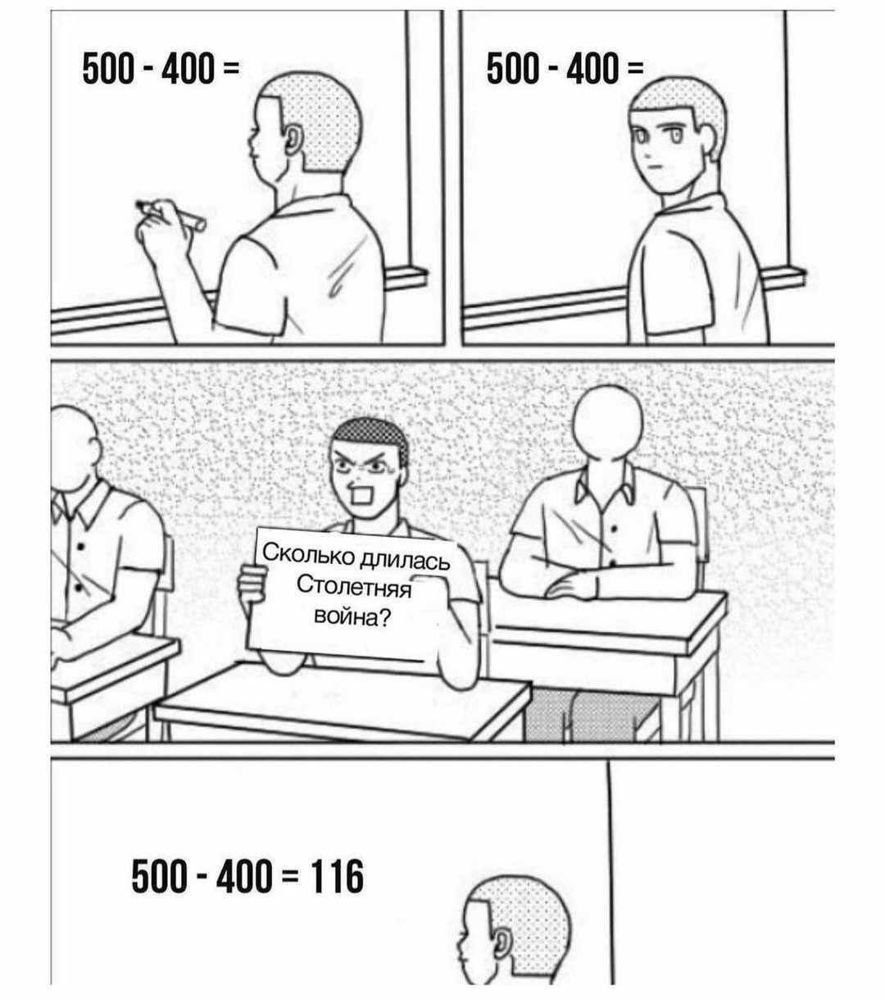 500 - 400 =
500 - 400 =
Сколько длилась
Столетняя
война?
500 - 400 = 116